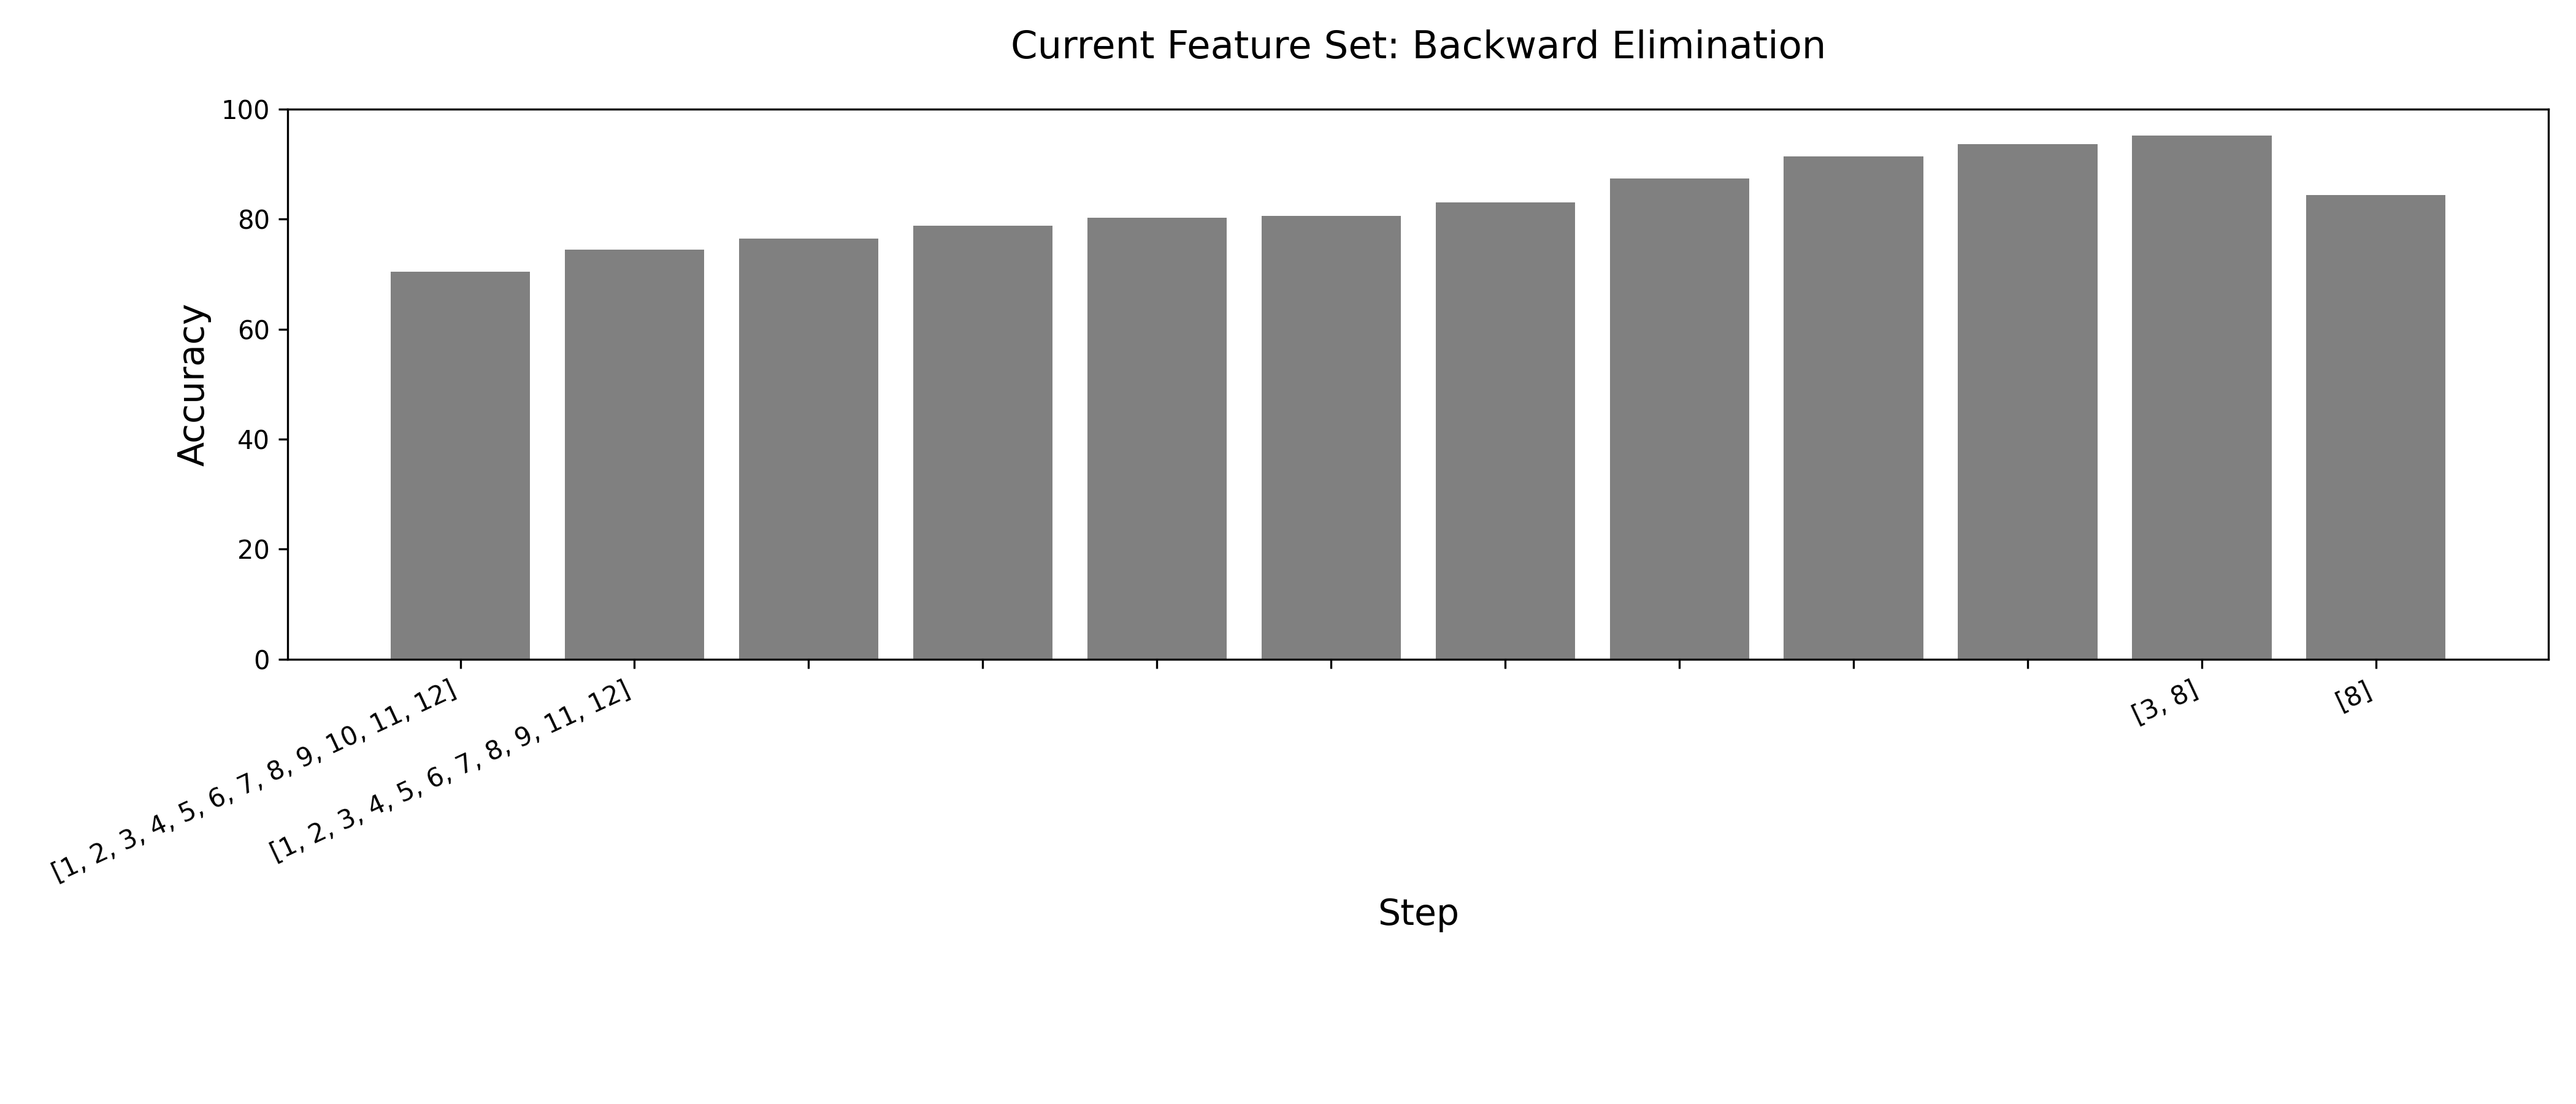 Current Feature Set: Backward Elimination
100
80
60
40
20
0
Accuracy
[1, 2, 3, 4, 5, 6, 7, 8, 9, 10, 11, 12]
[1, 2, 3, 4, 5, 6, 7, 8, 9, 11, 12]
[3, 8]
[8]
Step